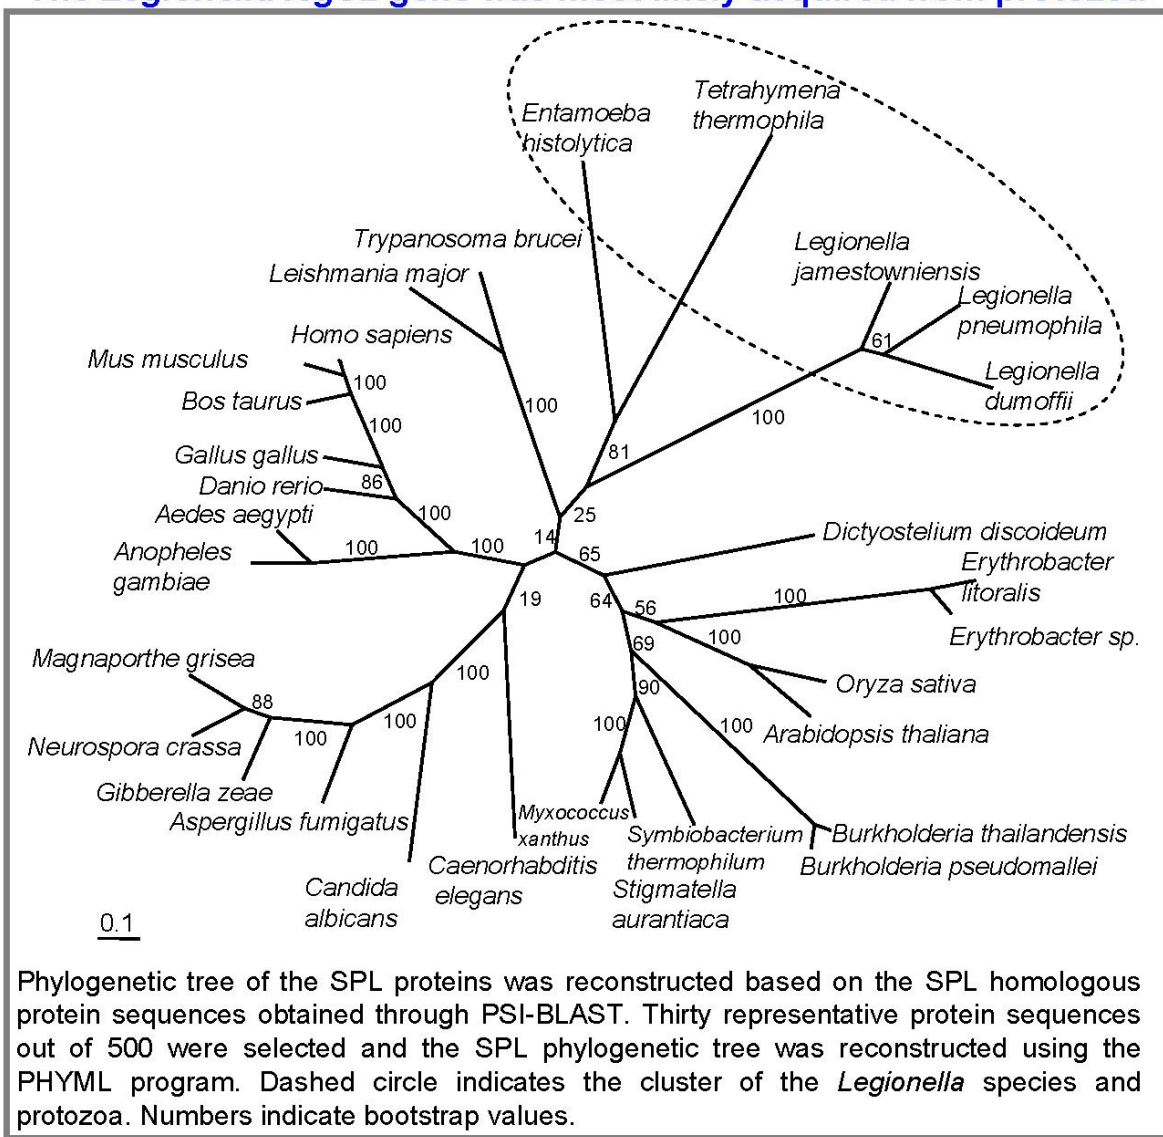 Entamoeba
histolytica
Tetrahymena
thermophila
Trypanosoma brucei
Leishmania major
Legionella
jamestowniensis
Legionella
pneumophila
61
Legionella
dumoffii
Homo sapiens
Mus musculus
100
Bos taurus
100
100
100
Gallus gallus
81
86
Danio rerio
Aedes aegypti
100
25
Anopheles
gambiae
100
100
14
65
Dictyostelium discoideum
Erythrobacter
litoralis
100
19
64
56
Erythrobacter sp.
69
100
Magnaporthe grisea
100
90
Oryza sativa
88
100
100
100
100
Arabidopsis thaliana
Neurospora crassa
Gibberella zeae
Aspergillus fumigatus
Myxococcus
xanthus
Symbiobacterium
thermophilum
Burkholderia thailandensis
Burkholderia pseudomallei
Caenorhabditis
elegans
Candida
albicans
Stigmatella
aurantiaca
0.1
Phylogenetic tree of the SPL proteins was reconstructed based on the SPL homologous
protein sequences obtained through PSI-BLAST. Thirty representative protein sequences
out of 500 were selected and the SPL phylogenetic tree was reconstructed using the
PHYML program. Dashed circle indicates the cluster of the Legionella species and
protozoa. Numbers indicate bootstrap values.